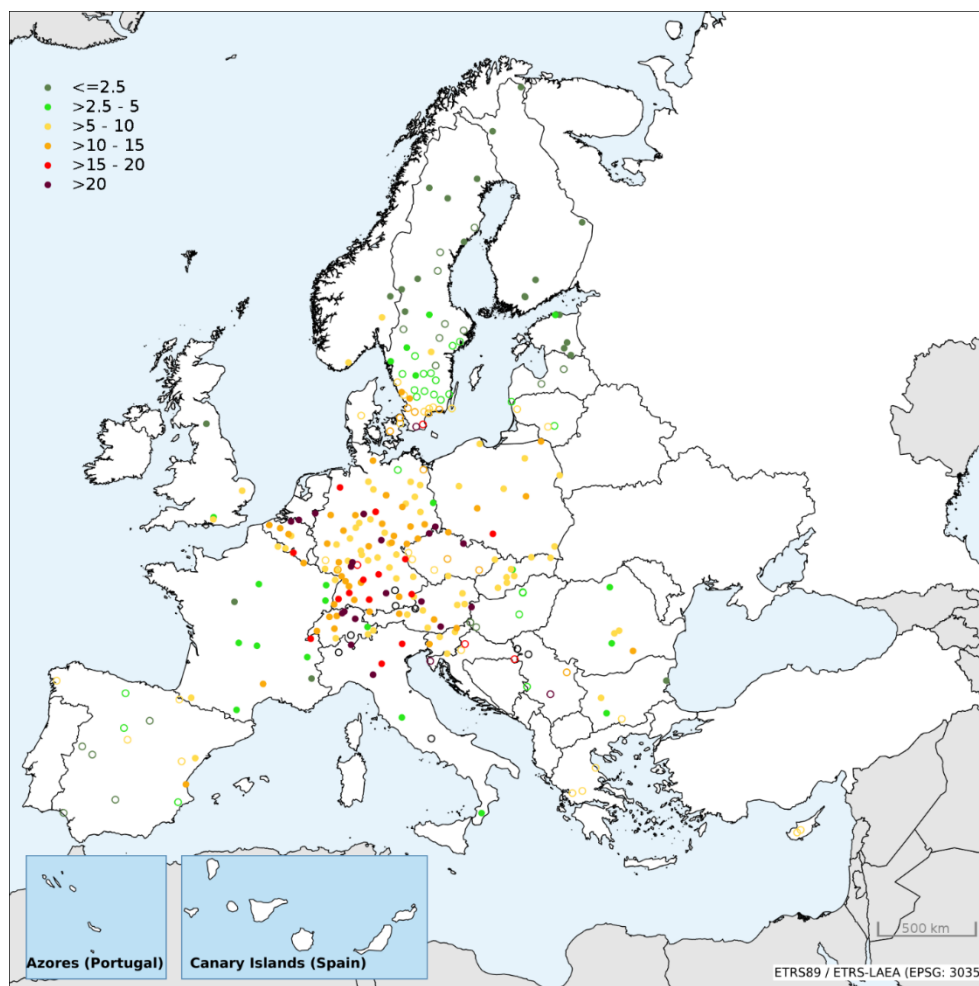 <=2.5
>2.5 - 5
>5 - 10
>10 - 15
>15 - 20
>20
Azores (Portugal)
Canary Islands (Spain)
500 km
ETRS89 / ETRS-LAEA (EPSG: 3035